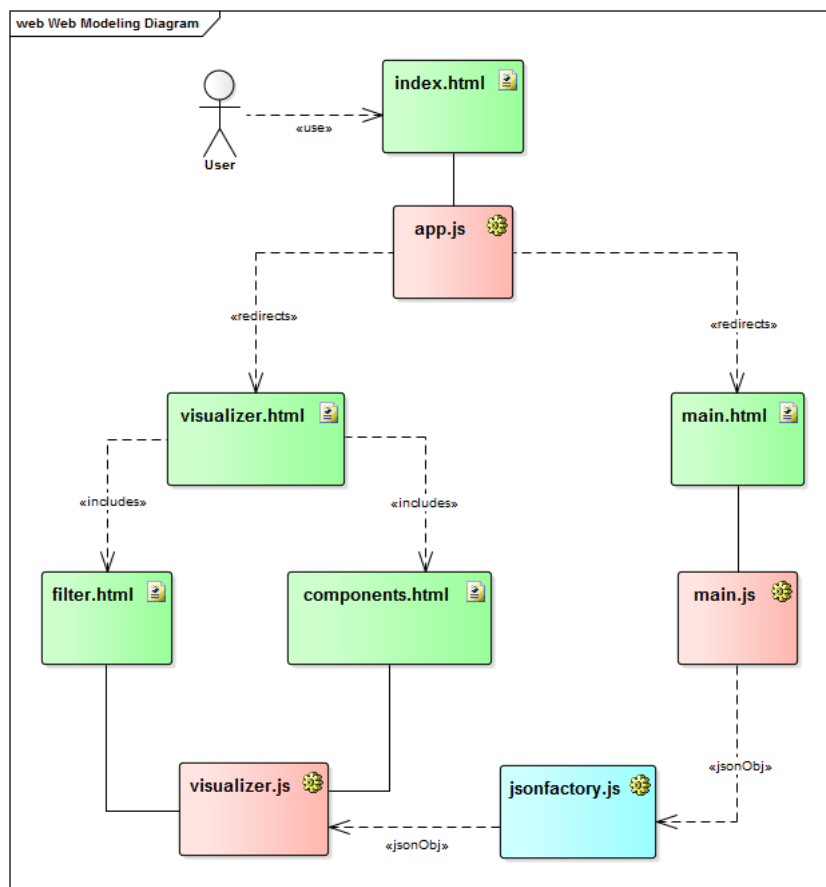 web Web Modeling Diagram
index.html
«use»
User
app.js
«redirects»
«redirects»
visualizer.html
main.html
«includes»
«includes»
filter.html
components.html
main.js
«jsonObj»
visualizer.js
jsonfactory.js
«jsonObj»